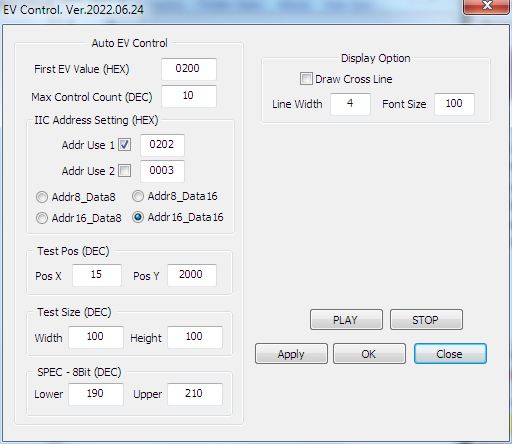 EV Control. Ver.2022.06.24
Auto EV Control
First EV Value (HEX) 0200
Max Control Count (DEC) 10
IIC Address Setting (HEX)
Addr Use 1 0202
Addr Use 2 0003
Addr8_Data8 Addr8_Data16
Addr16_Data8 Addr16_Data16
Test Pos (DEC)
Pos X 15 Pos Y 2000
Test Size (DEC)
Width 100 Height 100
SPEC - 8Bit (DEC)
Lower 190 Upper 210
Display Option
Draw Cross Line
Line Width 4 Font Size 100
PLAY STOP
Apply OK Close